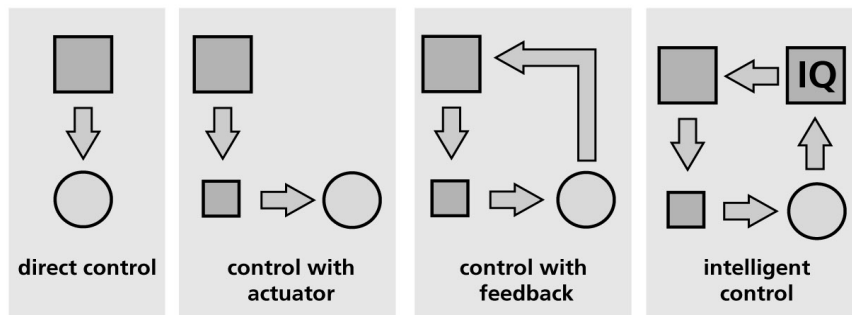 IQ
direct control
control with
actuator
control with
feedback
intelligent
control